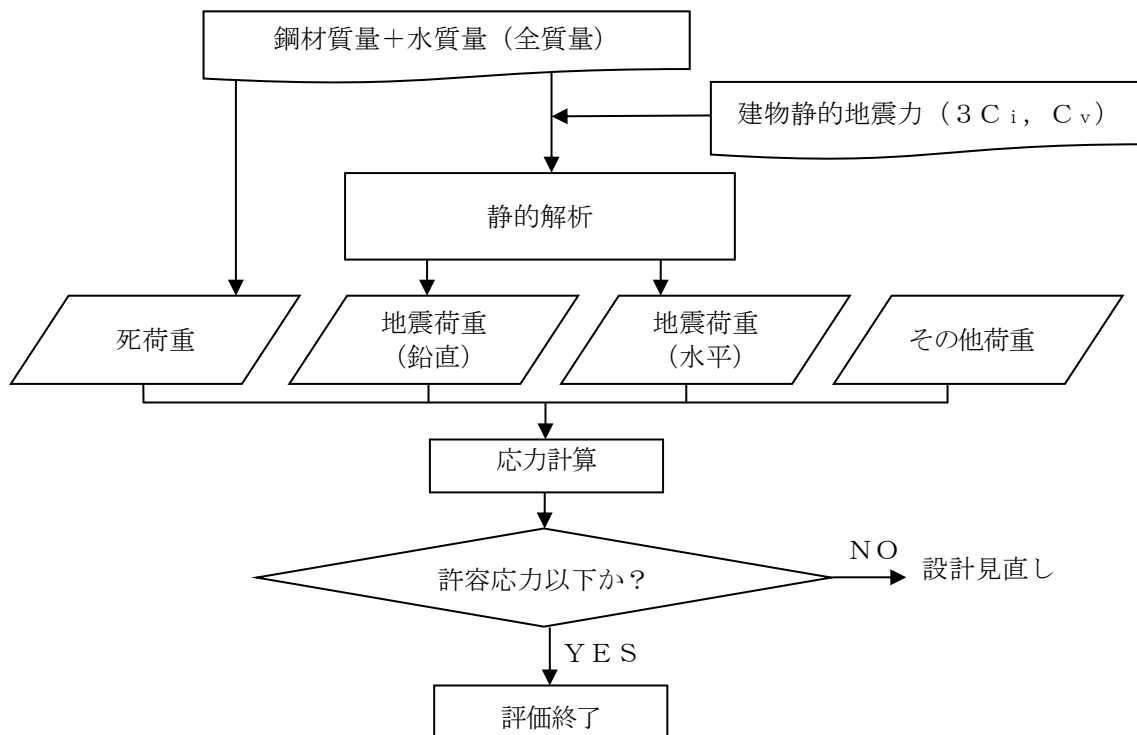 鋼材質量＋水質量（全質量）
建物静的地震力（３Ｃｉ，Ｃｖ）
静的解析
死荷重
地震荷重
（鉛直）
地震荷重
（水平）
その他荷重
応力計算
許容応力以下か？
ＮＯ
設計見直し
ＹＥＳ
評価終了